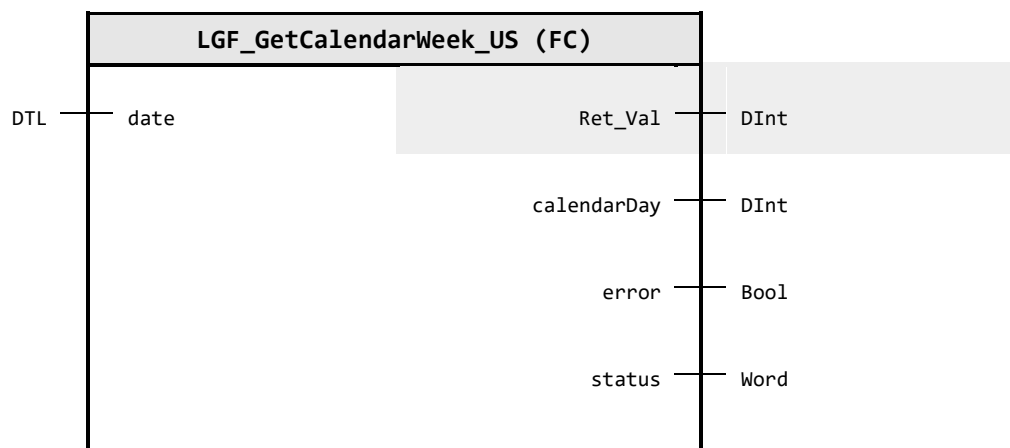 LGF_GetCalendarWeek_US (FC)
DTL date Ret_Val DInt
calendarDay DInt
error Bool
status Word